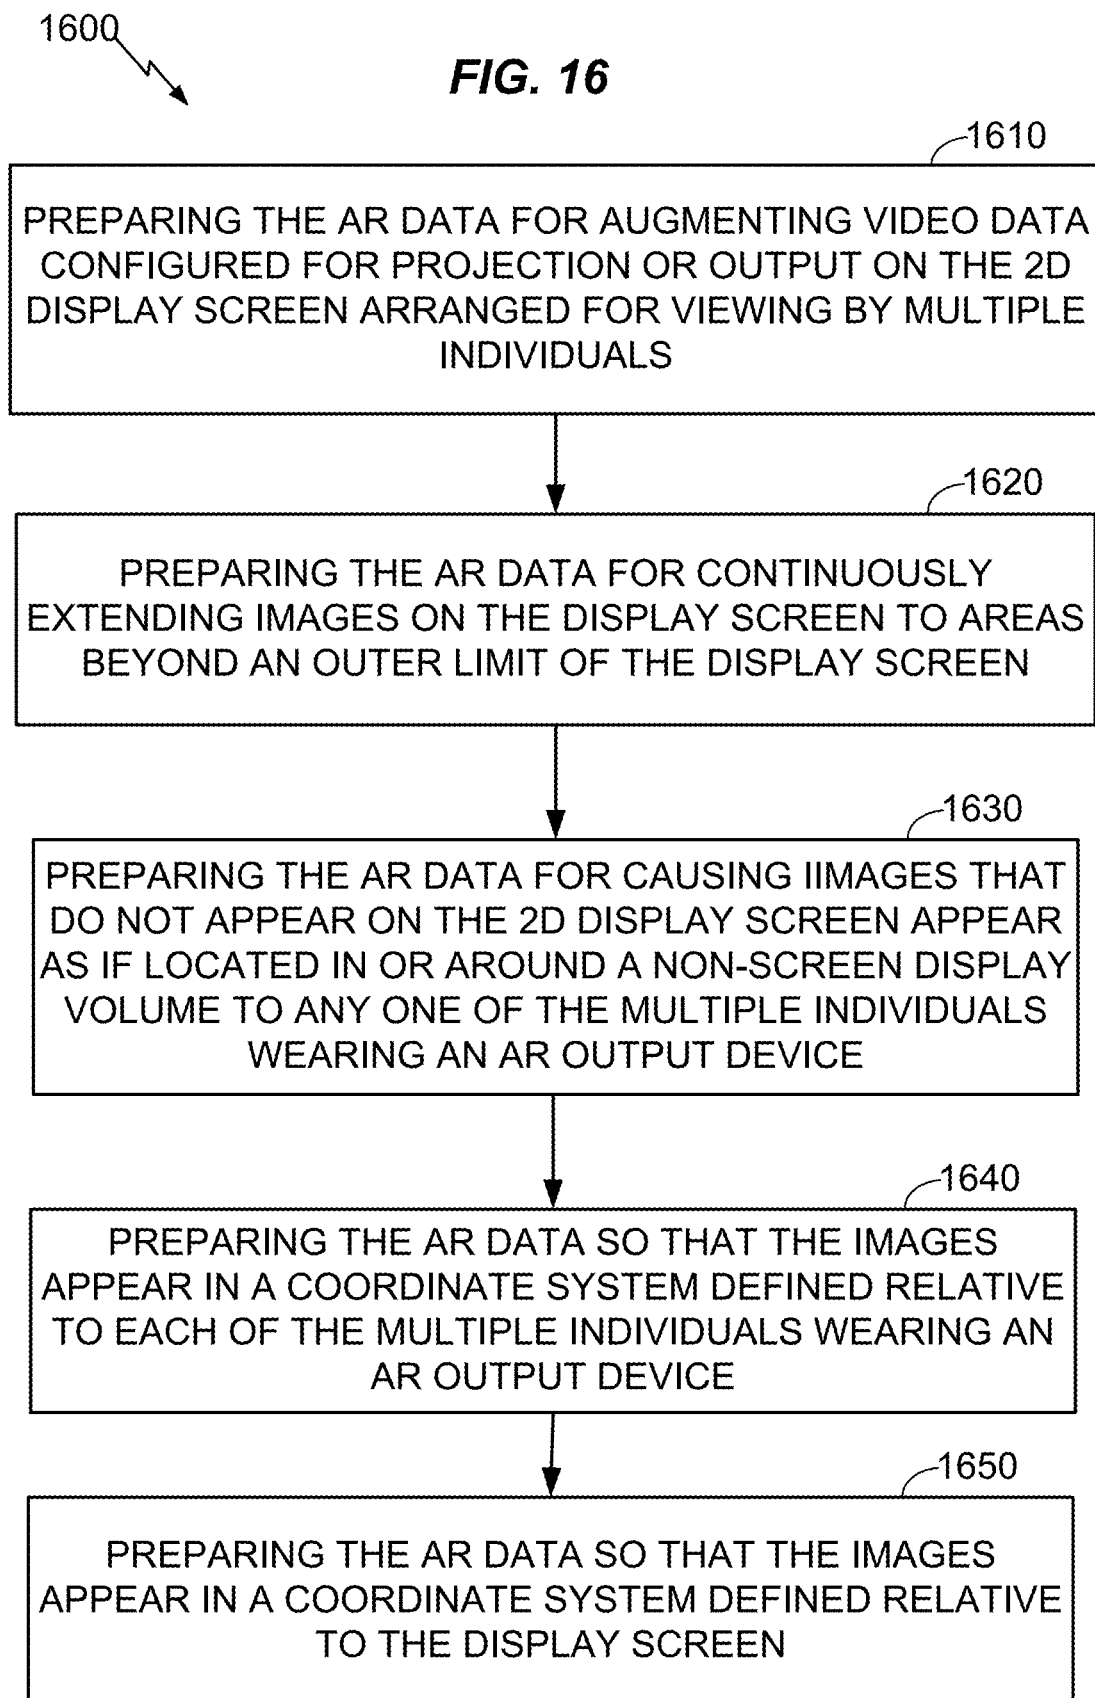 1600
FIG. 16
1610
PREPARING THE AR DATA FOR AUGMENTING VIDEO DATA
CONFIGURED FOR PROJECTION OR OUTPUT ON THE 2D
DISPLAY SCREEN ARRANGED FOR VIEWING BY MULTIPLE
INDIVIDUALS
1620
PREPARING THE AR DATA FOR CONTINUOUSLY
EXTENDING IMAGES ON THE DISPLAY SCREEN TO AREAS
BEYOND AN OUTER LIMIT OF THE DISPLAY SCREEN
1630
PREPARING THE AR DATA FOR CAUSING IIMAGES THAT
DO NOT APPEAR ON THE 2D DISPLAY SCREEN APPEAR
AS IF LOCATED IN OR AROUND A NON-SCREEN DISPLAY
VOLUME TO ANY ONE OF THE MULTIPLE INDIVIDUALS
WEARING AN AR OUTPUT DEVICE
1640
PREPARING THE AR DATA SO THAT THE IMAGES
APPEAR IN A COORDINATE SYSTEM DEFINED RELATIVE
TO EACH OF THE MULTIPLE INDIVIDUALS WEARING AN
AR OUTPUT DEVICE
1650
PREPARING THE AR DATA SO THAT THE IMAGES
APPEAR IN A COORDINATE SYSTEM DEFINED RELATIVE
TO THE DISPLAY SCREEN